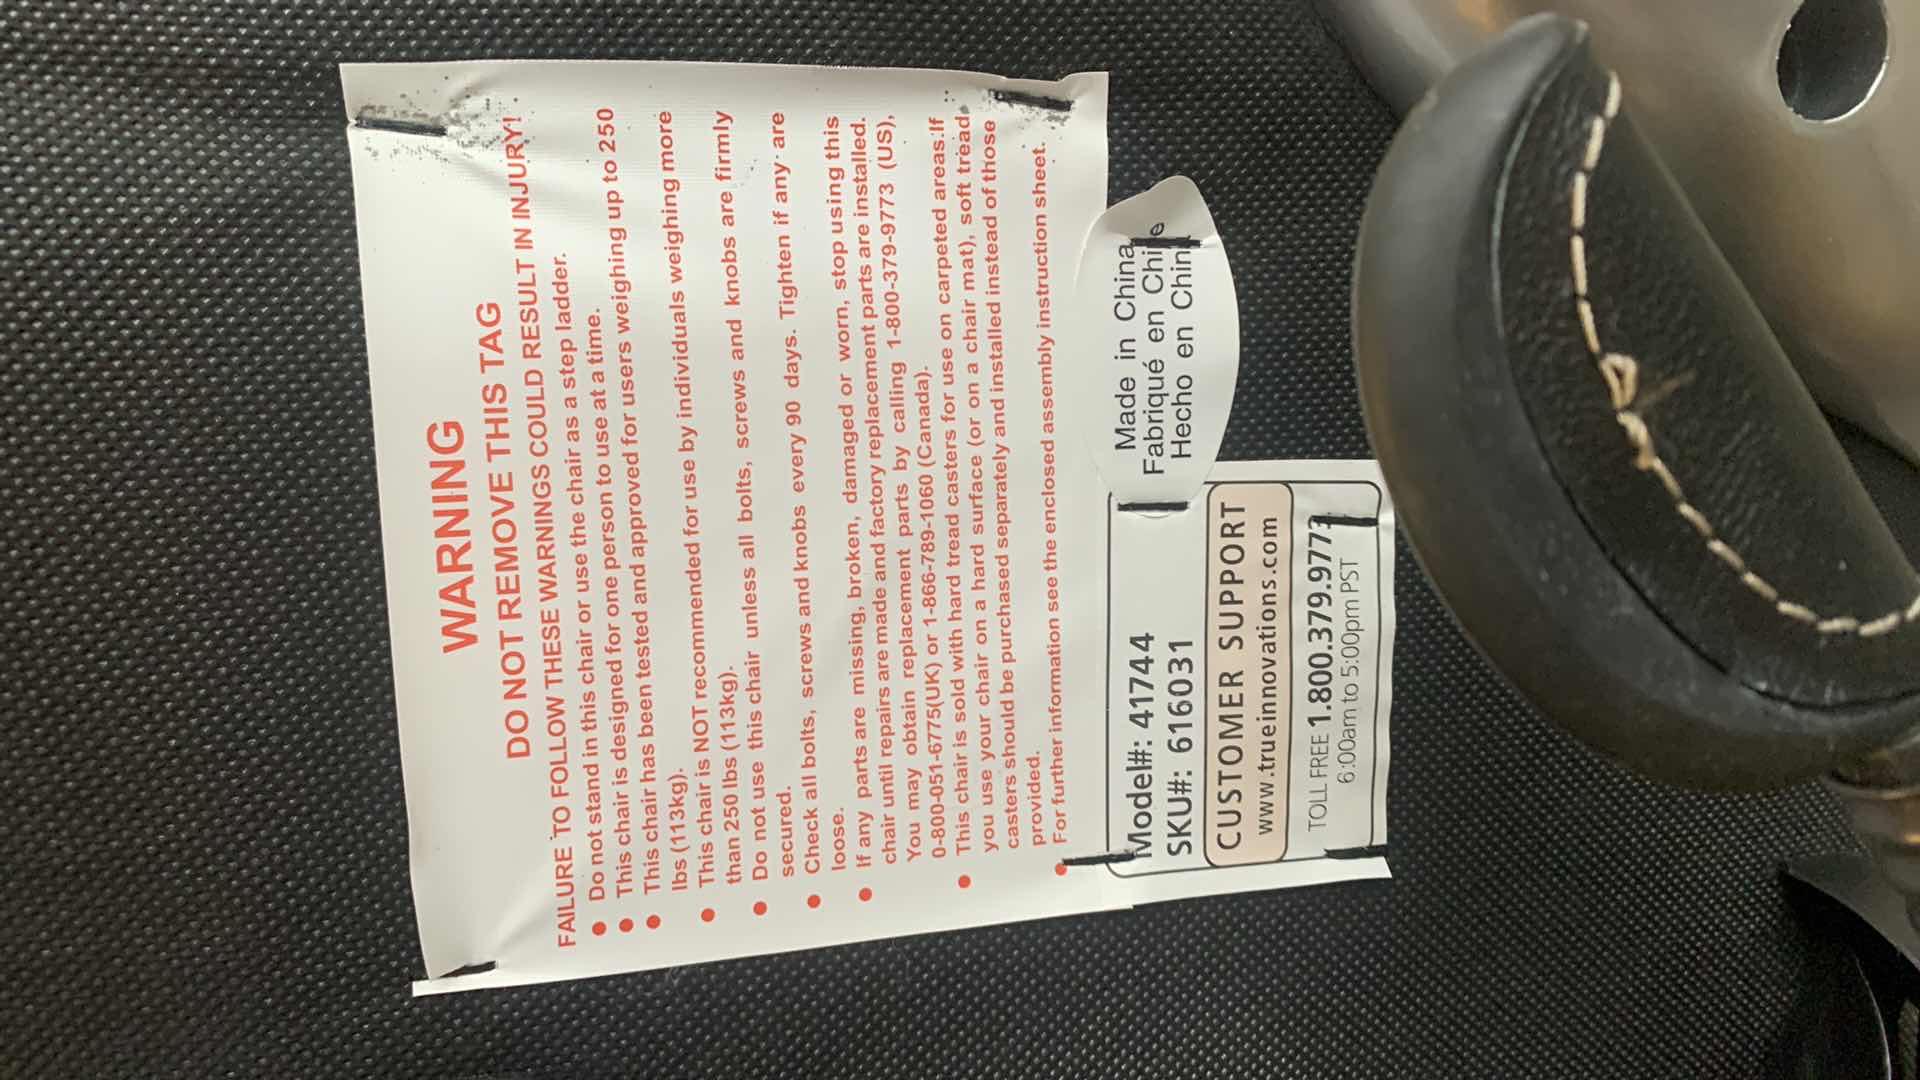 WARNING
DO NOT REMOVE THIS TAG
FAILURE TO FOLLOW THESE WARNINGS COULD RESULT IN INJURY!
● Do not stand in this chair or use the chair as a step ladder.
● This chair is designed for one person to use at a time.
● This chair has been tested and approved for users weighing up to 250
lbs (113kg).
● This chair is NOT recommended for use by individuals weighing more
than 250 lbs (113kg).
● Do not use this chair unless all bolts, screws and knobs are firmly
secured.
● Check all bolts, screws and knobs every 90 days. Tighten if any are
loose.
● If any parts are missing, broken, damaged or worn, stop using this
chair until repairs are made and factory replacement parts are installed.
You may obtain replacement parts by calling 1-800-379-9773 (US),
0-800-051-6775(UK) or 1-866-789-1060 (Canada).
● This chair is sold with hard tread casters for use on carpeted areas.If
you use your chair on a hard surface (or on a chair mat), soft tread
casters should be purchased separately and installed instead of those
provided.
● For further information see the enclosed assembly instruction sheet.
Made in China
Fabriqué en Chine
Hecho en China
Model#: 41744
SKU#: 616031
CUSTOMER SUPPORT
www.trueinnovations.com
TOLL FREE 1.800.379.9773
6:00am to 5:00pm PST